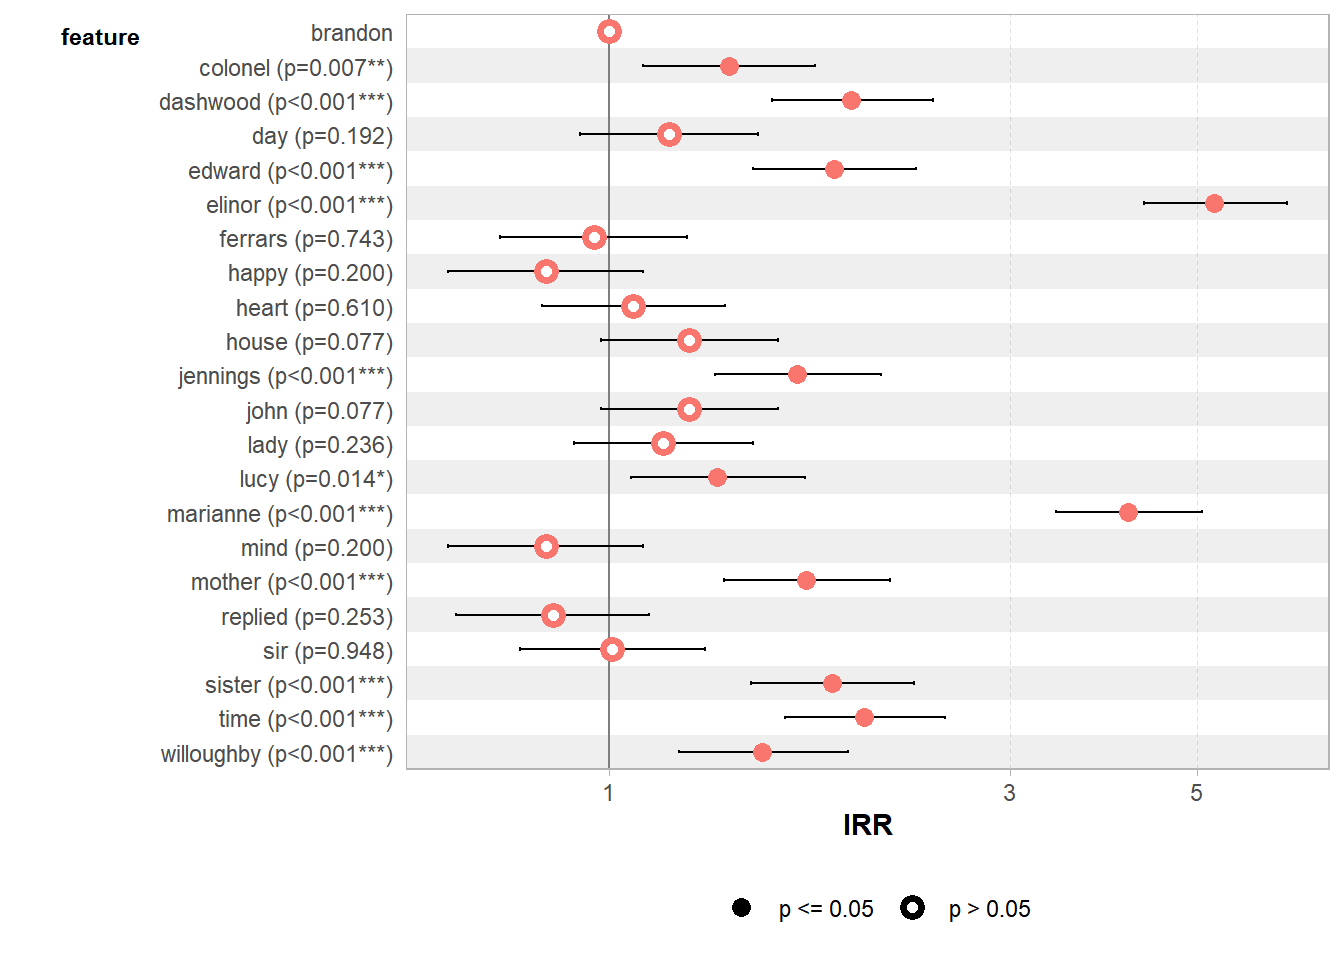 feature
brandon
colonel (p=0.007**)
dashwood (p<0.001***)
day (p=0.192)
edward (p<0.001***)
elinor (p<0.001***)
ferrars (p=0.743)
happy (p=0.200)
heart (p=0.610)
house (p=0.077)
jennings (p<0.001***)
john (p=0.077)
lady (p=0.236)
lucy (p=0.014*)
marianne (p<0.001***)
mind (p=0.200)
mother (p<0.001***)
replied (p=0.253)
sir (p=0.948)
sister (p<0.001***)
time (p<0.001***)
willoughby (p<0.001***)
1 3 5
IRR
p <= 0.05 p > 0.05